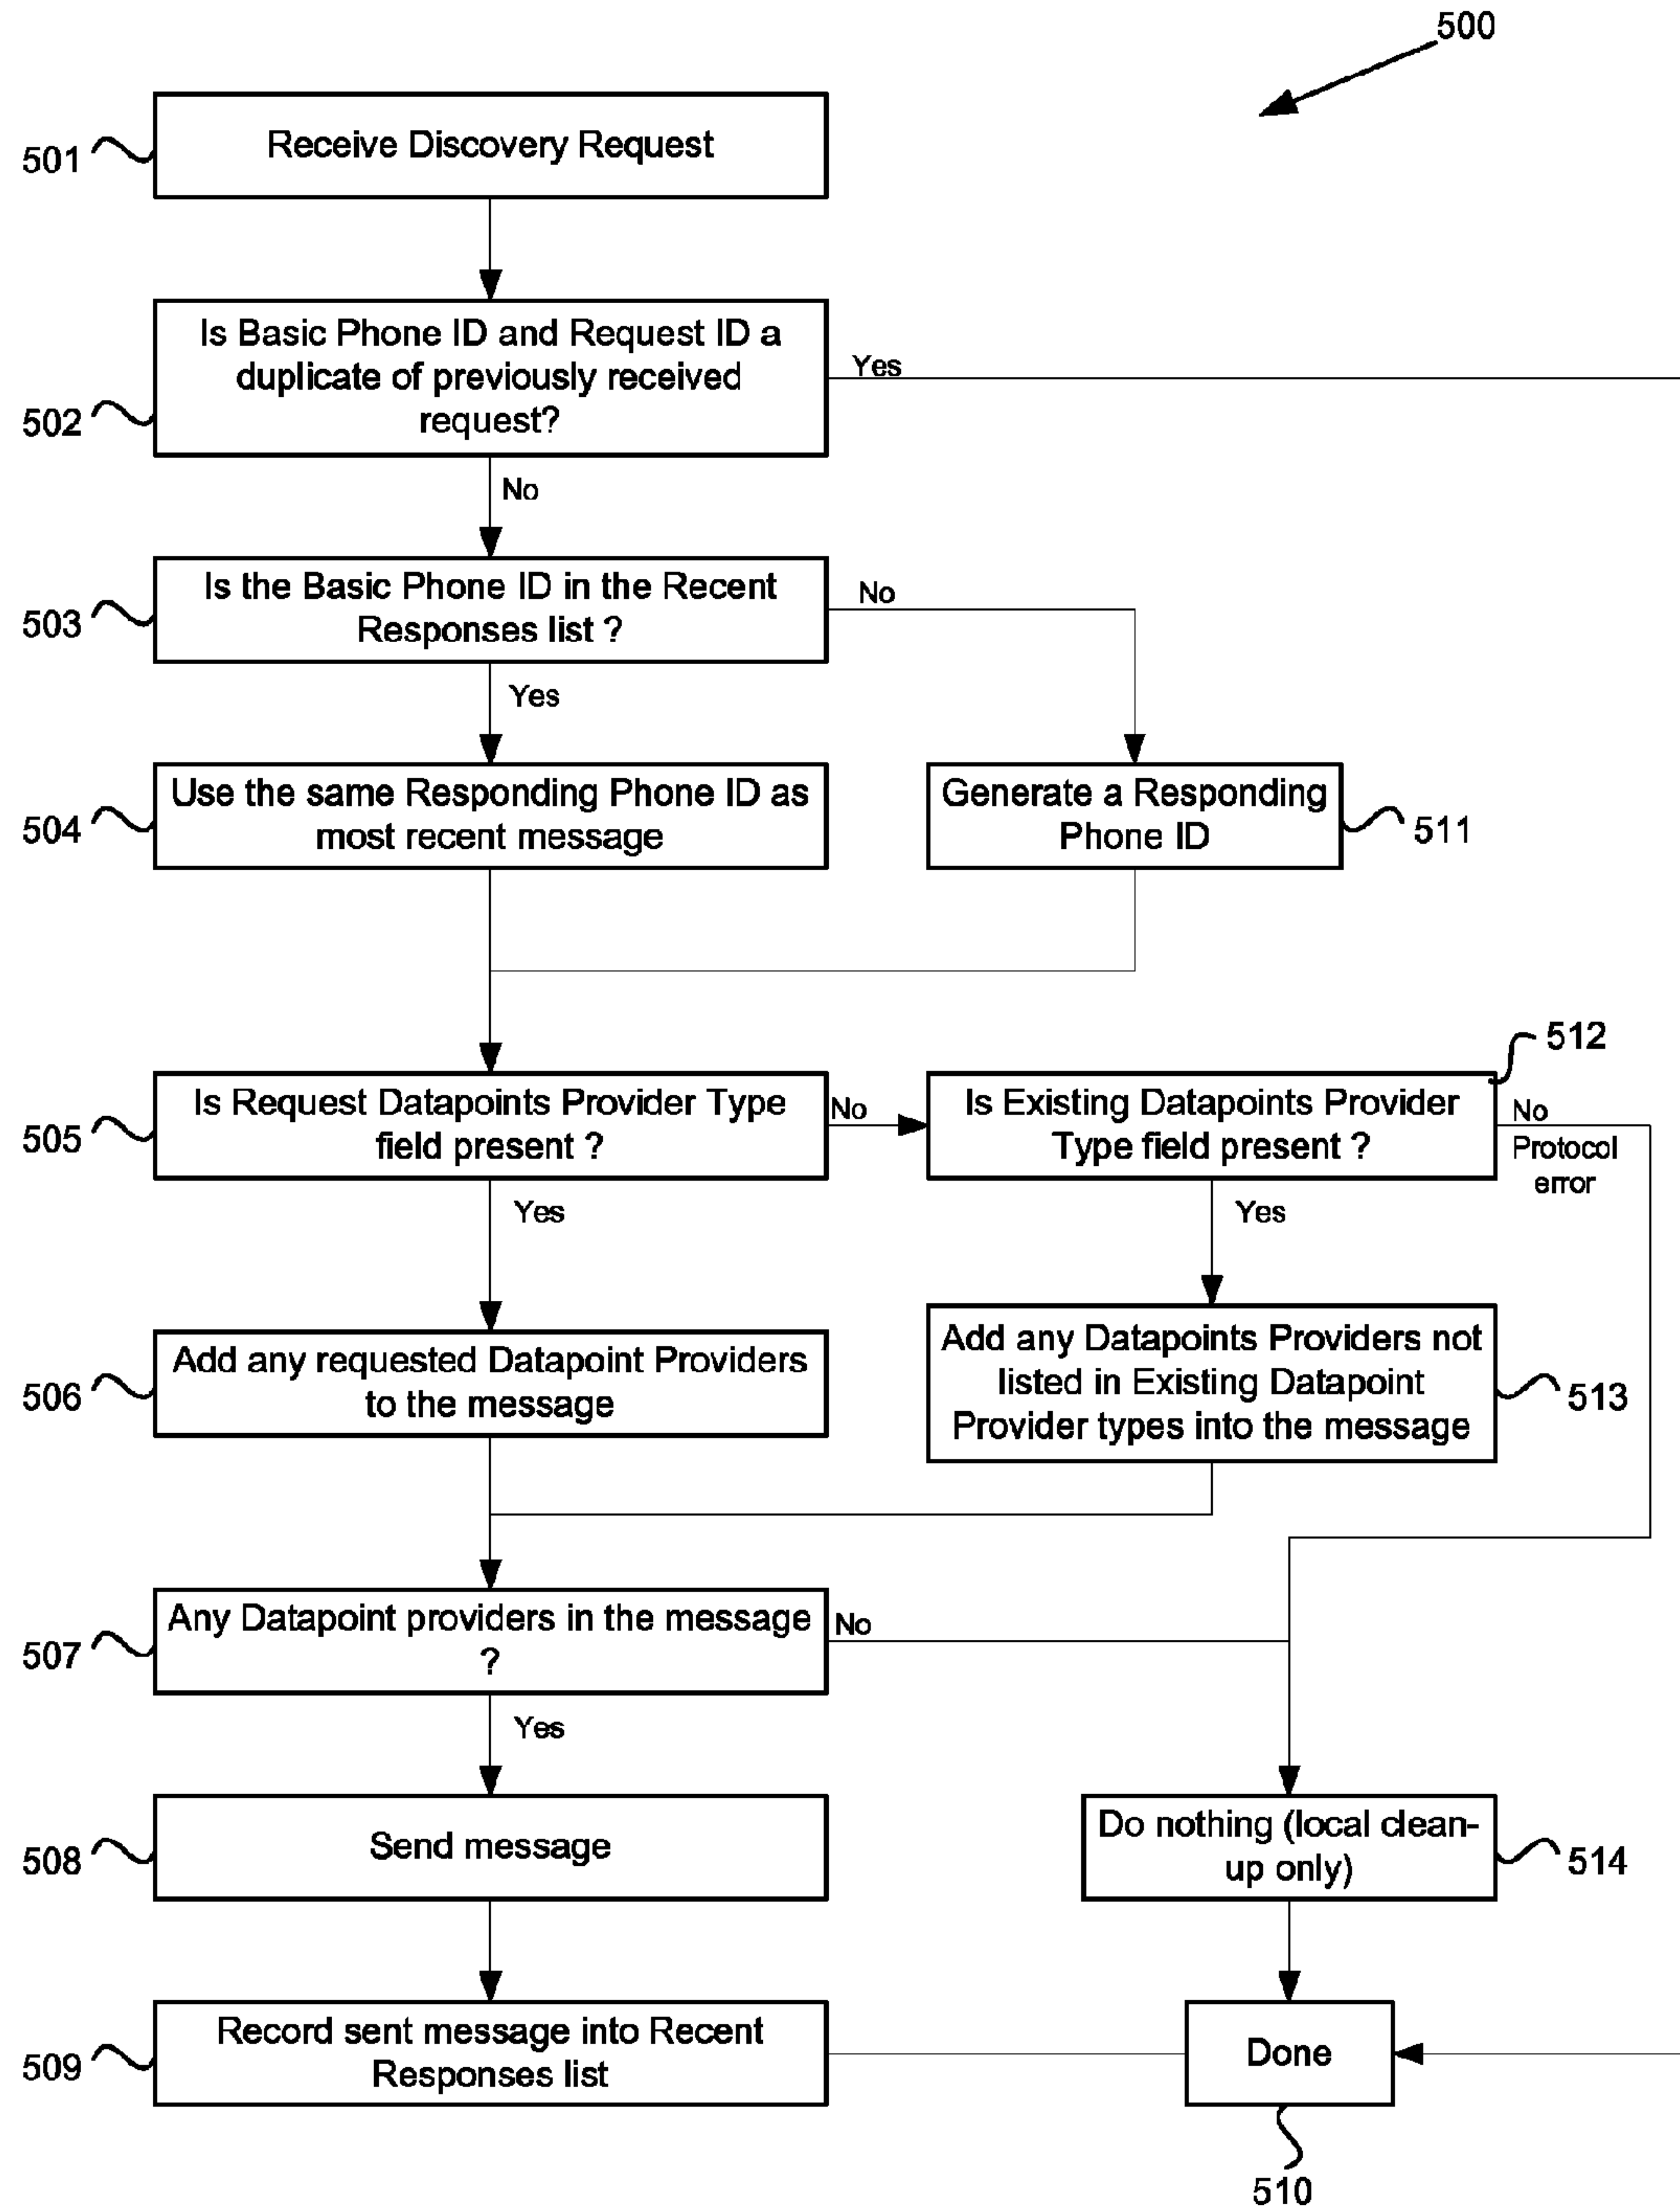 500
501
Receive Discovery Request
Is Basic Phone ID and Request ID a
duplicate of previously received
request?
Yes
502
No
Is the Basic Phone ID in the Recent
Responses list ?
No
503
Yes
Use the same Responding Phone ID as
most recent message
504
Generate a Responding
Phone ID
511
512
Is Request Datapoints Provider Type
field present ?
505
No
Is Existing Datapoints Provider
Type field present ?
No
Protocol
error
Yes
Yes
Add any requested Datapoint Providers
to the message
506
Add any Datapoints Providers not
listed in Existing Datapoint
Provider types into the message
513
Any Datapoint providers in the message
?
507
No
Yes
508
Send message
Do nothing (local clean-
up only)
514
Record sent message into Recent
Responses list
509
Done
510